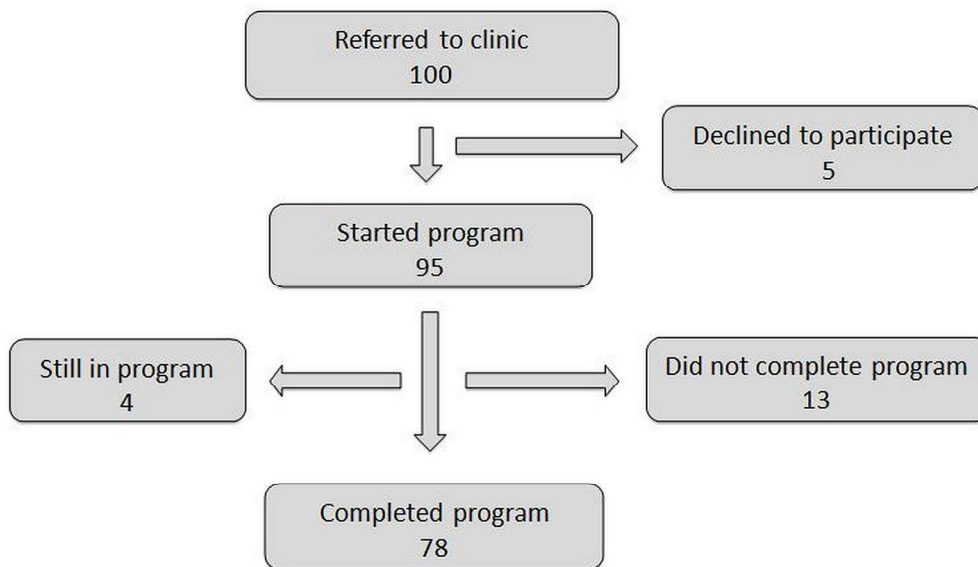 Referred to clinic
100
Declined to participate
5
Started program
95
Still in program
4
Did not complete program
13
Completed program
78